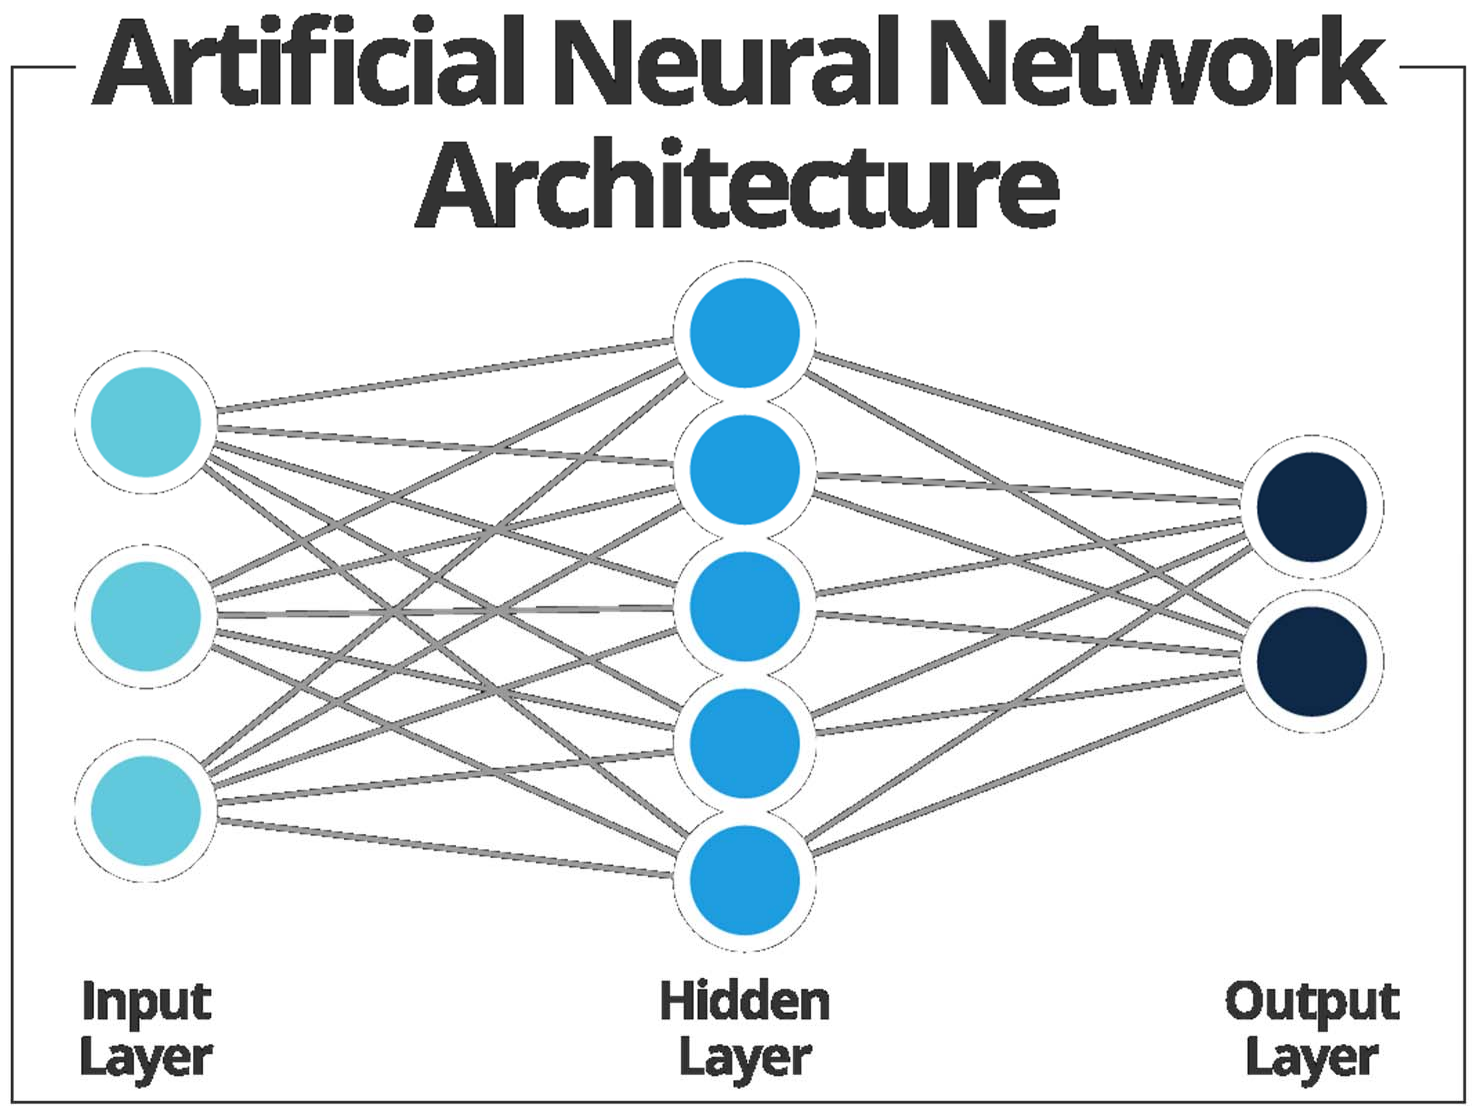 Artificial Neural Network
Architecture
Input
Layer
Hidden
Layer
Output
Layer